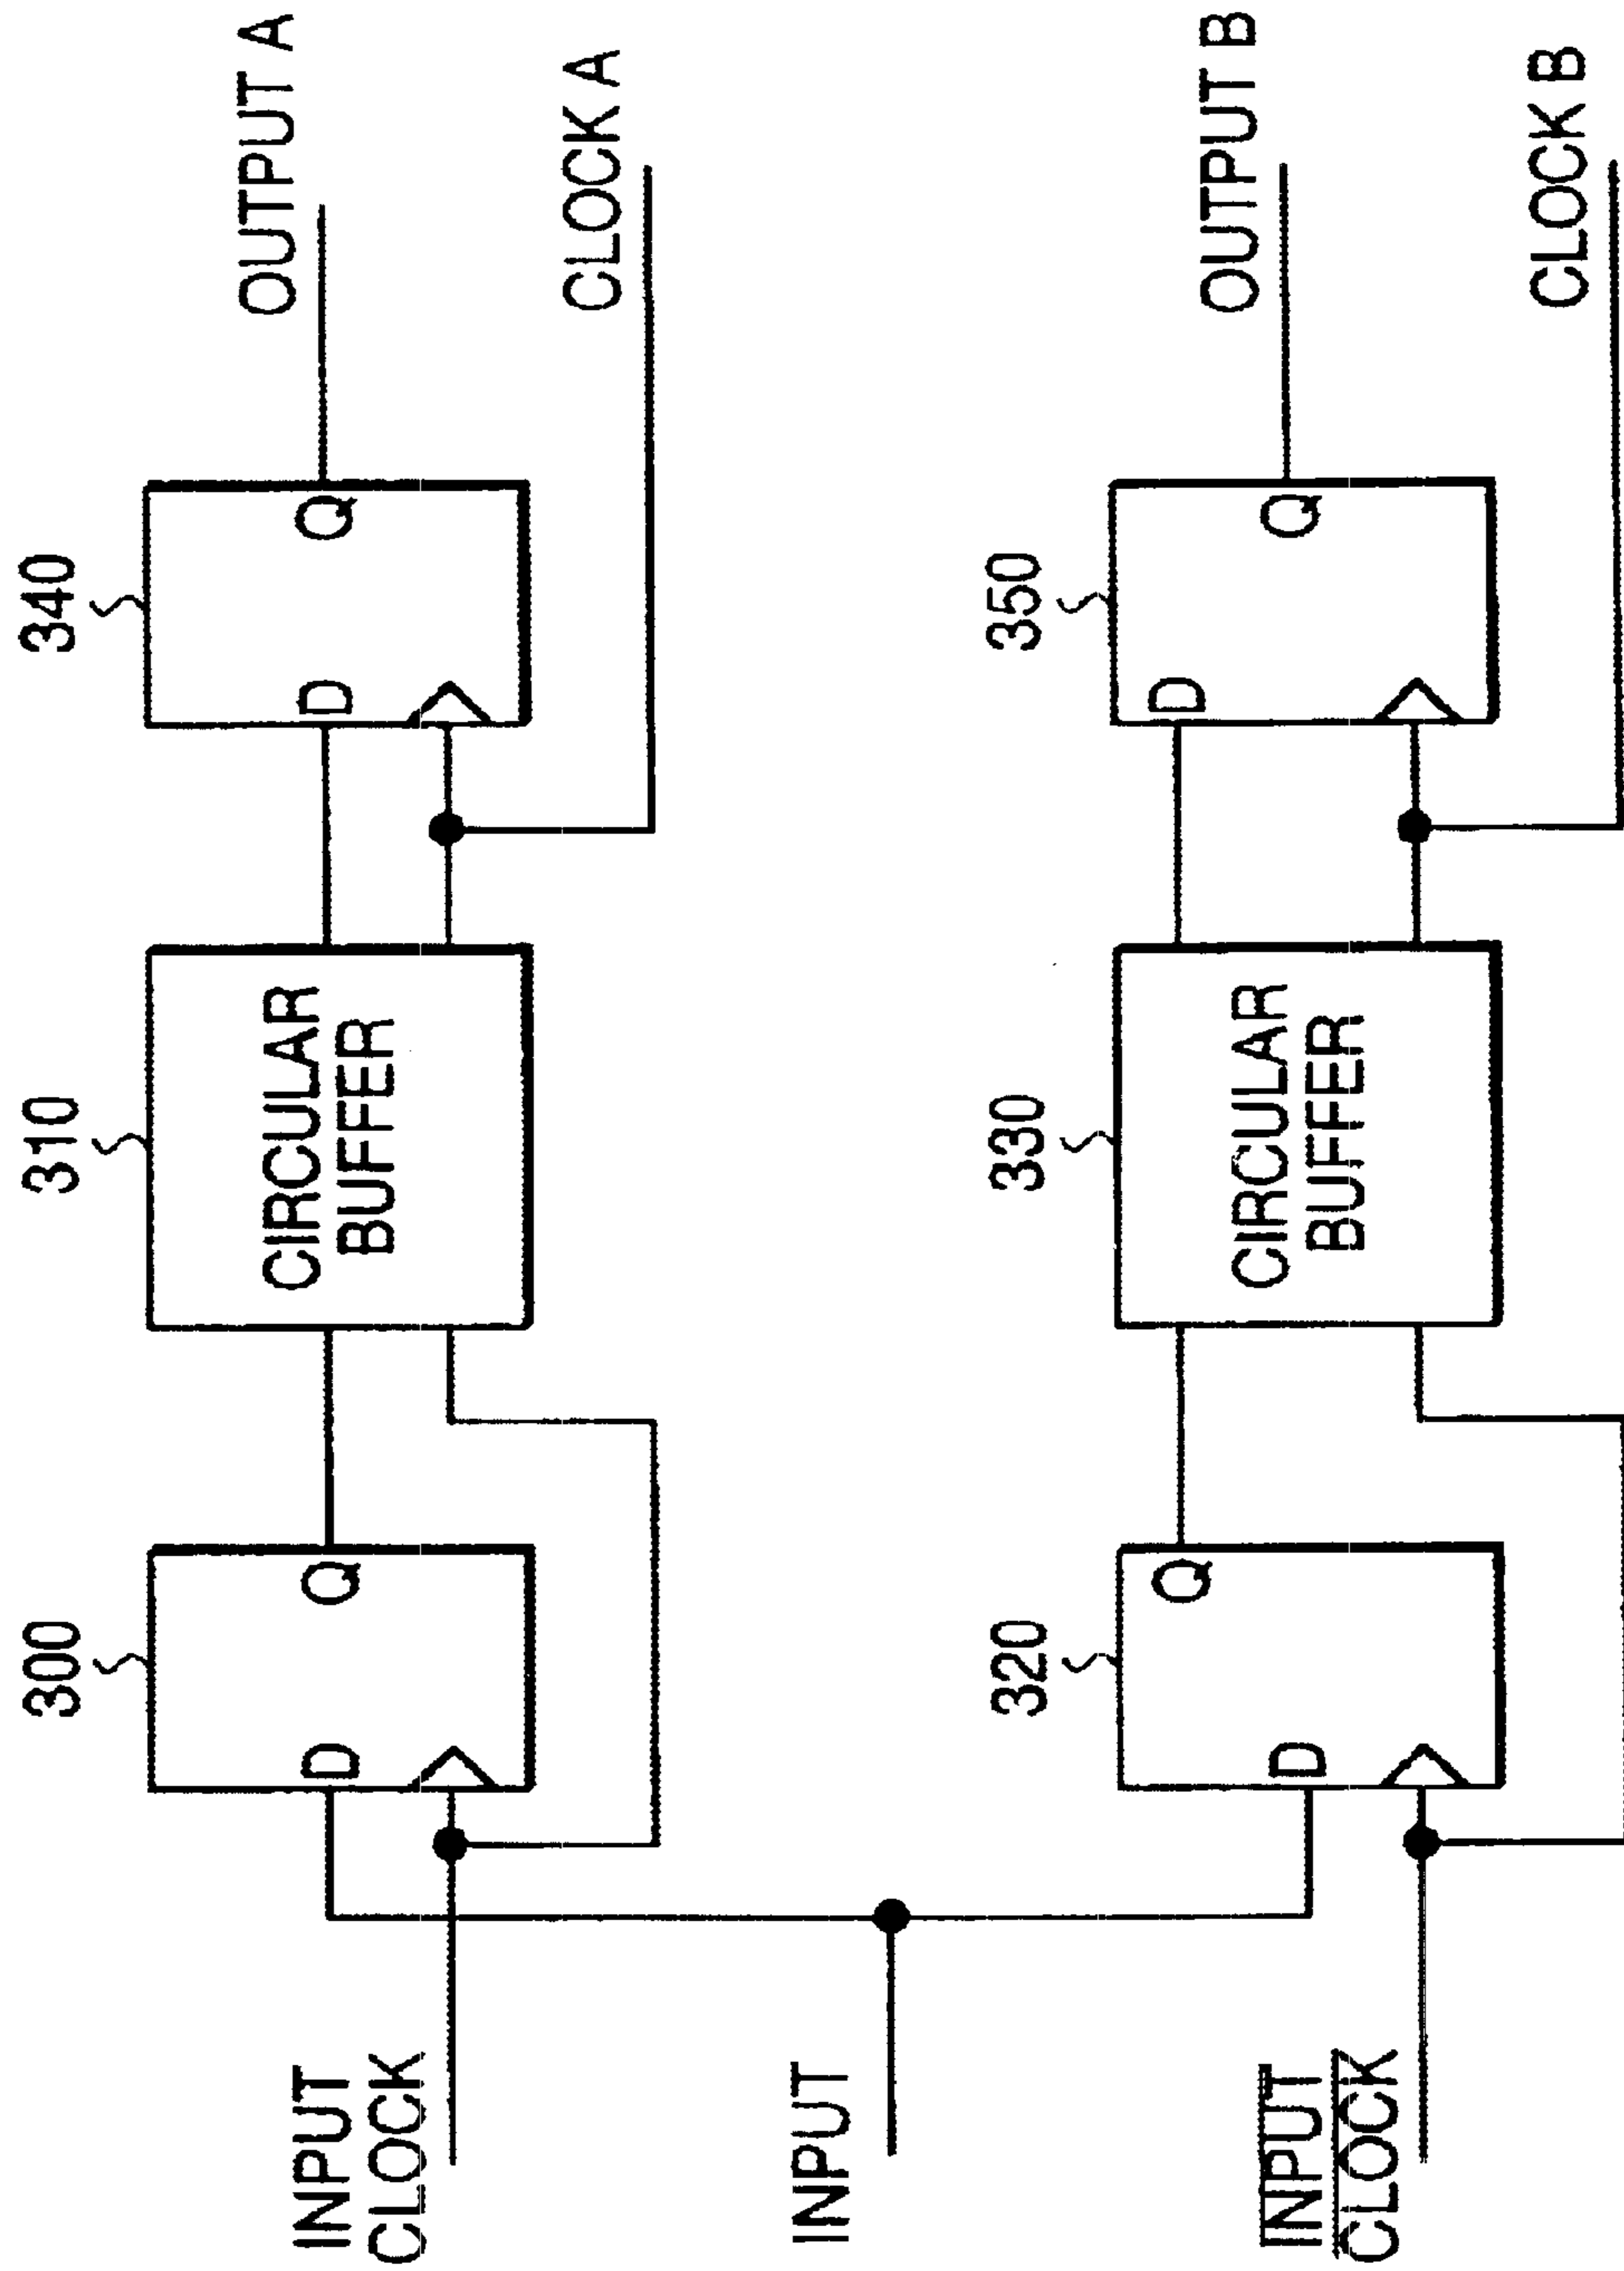 300
310
340
D
Q
CIRCULAR
BUFFER
D
Q
OUTPUT A
CLOCK A
INPUT
CLOCK
INPUT
320
330
350
Q
D
CIRCULAR
BUFFER
D
Q
OUTPUT B
CLOCK B
INPUT
CLOCK